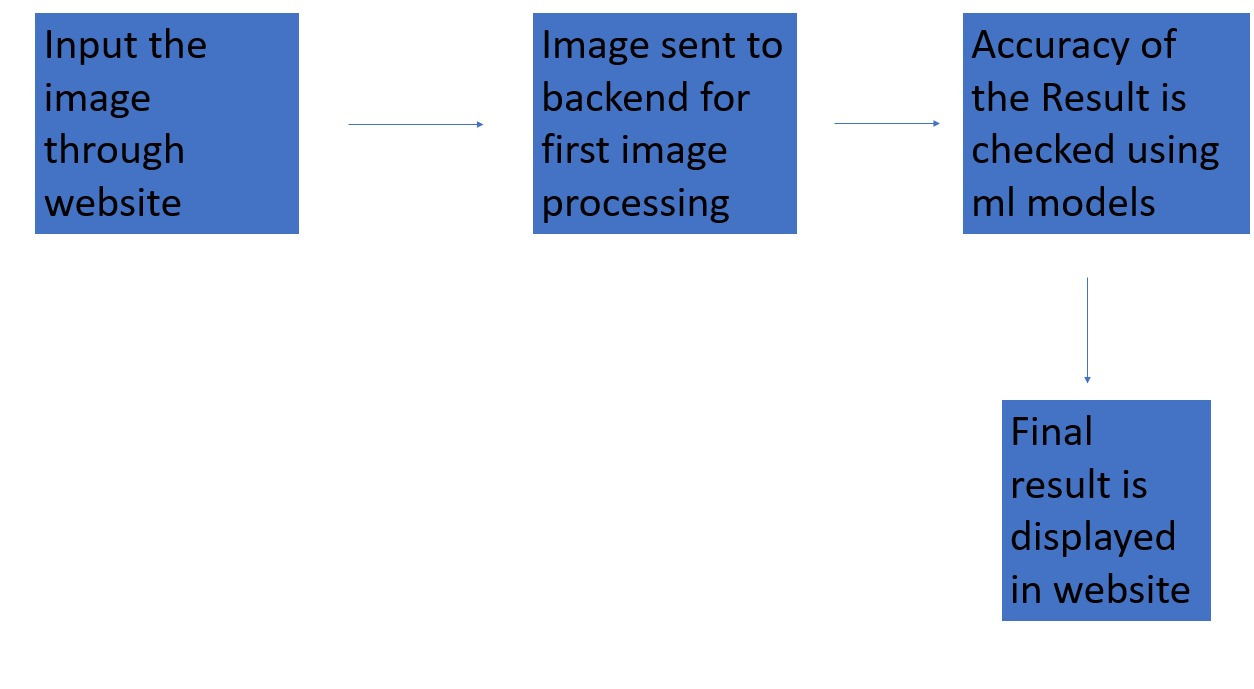 Input the
image
through
website
Image sent to
backend for
first image
processing
Accuracy of
the Result is
checked using
ml models
Final
result is
displayed
in website